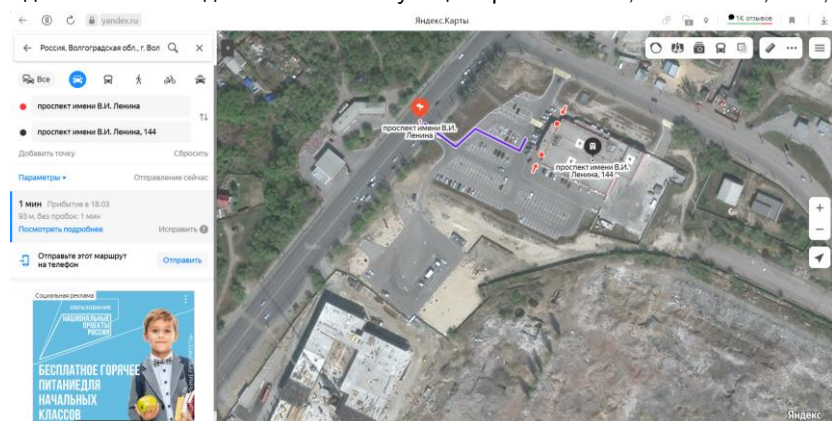 yandex.ru
Яндекс.Карты
1К отзывов
Россия, Волгоградская обл., г. Вол
Все
проспект имени В.И. Ленина
проспект имени В.И. Ленина, 144
Добавить точку
Сбросить
Параметры
Отправление сейчас
1 мин Прибытие в 18:03
93 м, без пробок: 1 мин
Посмотреть подробнее
Исправить
Отправьте этот маршрут
на телефон
Отправить
Социальная реклама
ОБРАЗОВАНИЕ
НАЦИОНАЛЬНЫЕ
ПРОЕКТЫ
РОССИИ
БЕСПЛАТНОЕ ГОРЯЧЕЕ
ПИТАНИЕДЛЯ
НАЧАЛЬНЫХ
КЛАССОВ
проспект имени В.И.
Ленина
проспект имени В.И.
Ленина, 144
Яндекс